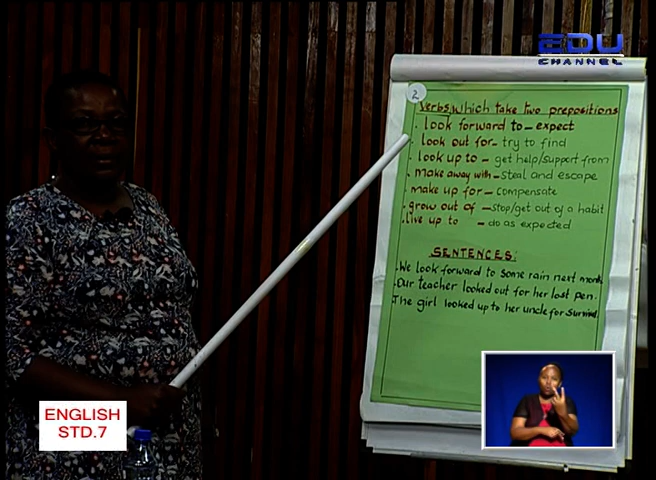 EDU
CHANNEL
2
Verbs which take two prepositions
. look forward to - expect
look out for - try to find
. look up to - get help/support from
. make away with - steal and escape
make up for - compensate
. grow out of - stop/get out of a habit
. live up to - do as expected
SENTENCES:
. We look forward to some rain next month
. Our teacher looked out for her lost pen.
. The girl looked up to her uncle for survival.
ENGLISH
STD.7